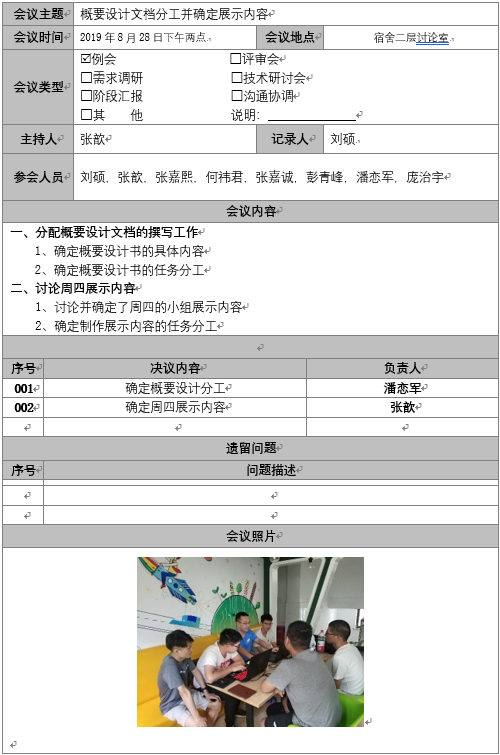 会议主题 概要设计文档分工并确定展示内容
会议时间 2019年8月28日下午两点. 会议地点 宿舍二层讨论室.
会议类型 ☑例会 ☐评审会
☐需求调研 ☐技术研讨会
☐阶段汇报 ☐沟通协调
☐其 他 说明:
主持人 张歆 记录人 刘硕.
参会人员 刘硕, 张歆, 张嘉熙, 何祎君, 张嘉诚, 彭青峰, 潘恋军, 庞治宇
会议内容
一、分配概要设计文档的撰写工作
1、确定概要设计书的具体内容
2、确定概要设计书的任务分工
二、讨论周四展示内容
1、讨论并确定了周四的小组展示内容
2、确定制作展示内容的任务分工
序号 决议内容 负责人
001 确定概要设计分工 潘恋军
002 确定周四展示内容 张歆
遗留问题
序号 问题描述
会议照片